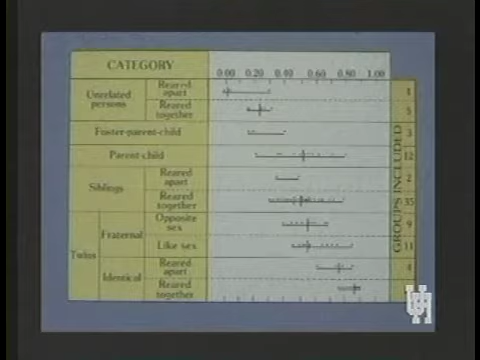 CATEGORY
0.00 0.20 0.40 0.60 0.80 1.00
Unrelated persons
Reared apart
4
Reared together
5
Foster-parent-child
3
Parent-child
12
Siblings
Reared apart
2
Reared together
35
Twins
Fraternal
Opposite sex
9
Like sex
11
Identical
Reared apart
4
Reared together
GROUPS INCLUDED
UH